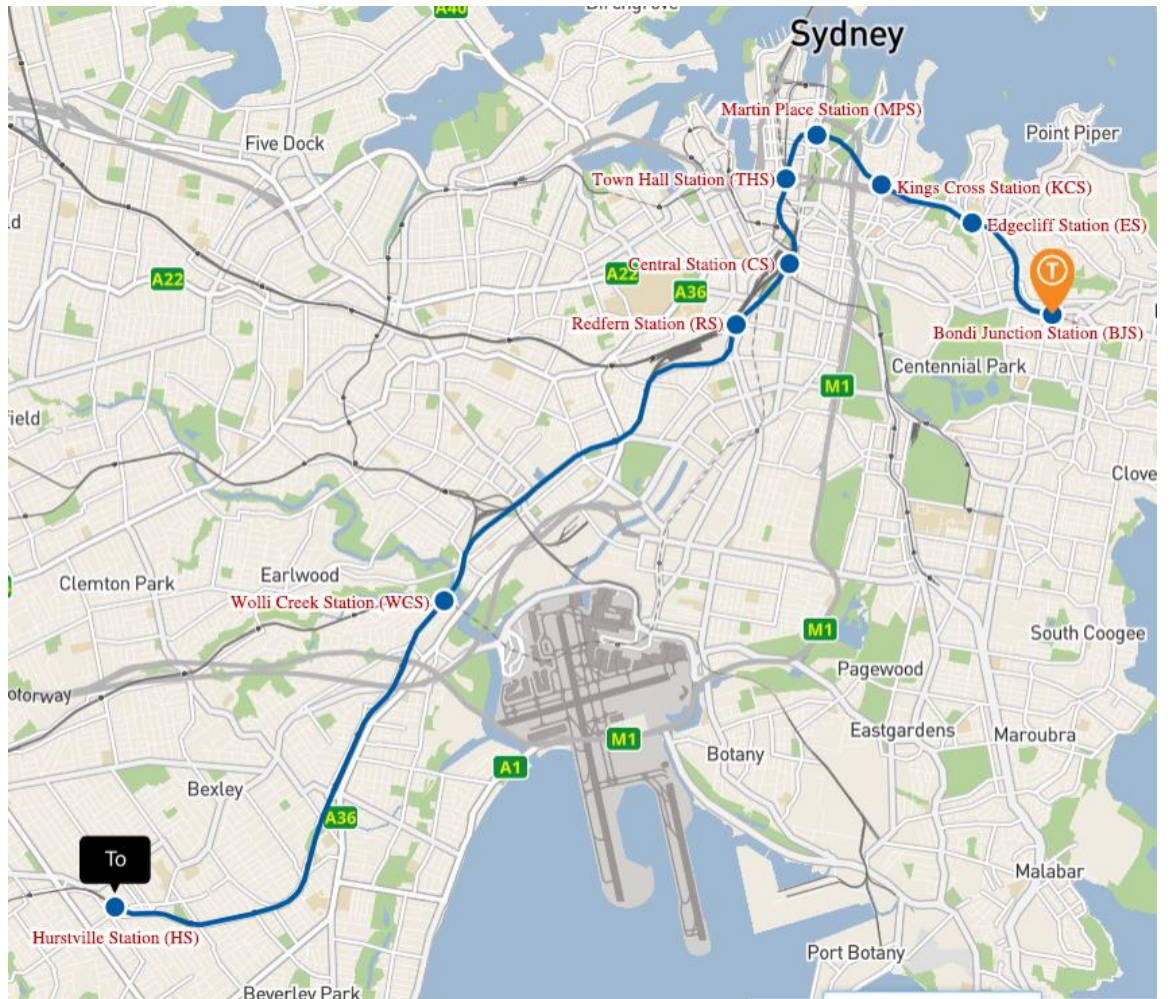 A40
Sydney
Martin Place Station (MPS)
Five Dock
Point Piper
Town Hall Station (THS)
Kings Cross Station (KCS)
Edgecliff Station (ES)
Central Station (CS)
A22
A22
T
A36
Redfern Station (RS)
Bondi Junction Station (BJS)
Centennial Park
M1
Clove
Clemton Park
Earlwood
Wolli Creek Station (WCS)
M1
South Coogee
Pagewood
otorway
Eastgardens
Maroubra
M1
Botany
A1
Bexley
A36
To
Malabar
Hurstville Station (HS)
Port Botany
Beverley Park